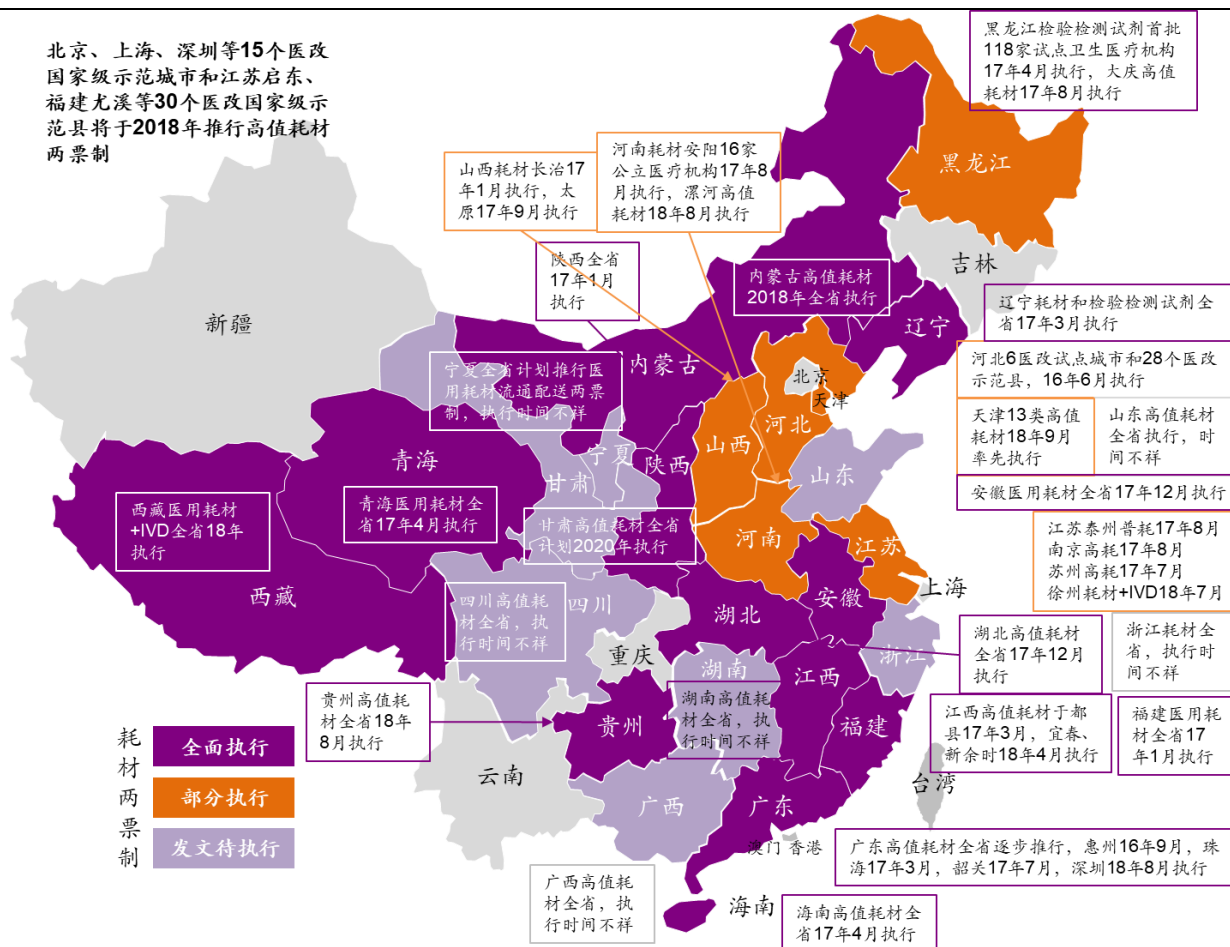 北京、上海、深圳等15个医改
国家级示范城市和江苏启东、
福建尤溪等30个医改国家级示
范县将于2018年推行高值耗材
两票制
黑龙江检验检测试剂首批
118家试点卫生医疗机构
17年4月执行，大庆高值
耗材17年8月执行
山西耗材长治17
年1月执行，太
原17年9月执行
河南耗材安阳16家
公立医疗机构17年8
月执行，漯河高值
耗材18年8月执行
黑龙江
吉林
陕西全省
17年1月
执行
内蒙古高值耗材
2018年全省执行
辽宁耗材和检验检测试剂全
省17年3月执行
辽宁
新疆
内蒙古
宁夏全省计划推行医
用耗材流通配送两票
制，执行时间不祥
河北6医改试点城市和28个医改
示范县，16年6月执行
北京
天津
河北
山西
天津13类高值
耗材18年9月
率先执行
山东高值耗材
全省执行，时
间不祥
青海
宁夏
陕西
甘肃
山东
安徽医用耗材全省17年12月执行
西藏医用耗材
+IVD全省18年
执行
青海医用耗材全
省17年4月执行
甘肃高值耗材全省
计划2020年执行
河南
江苏
江苏泰州普耗17年8月
南京高耗17年8月
苏州高耗17年7月
徐州耗材+IVD18年7月
西藏
四川高值耗
材全省，执
行时间不祥
四川
湖北
安徽
上海
重庆
湖南
江西
浙江
湖北高值耗材
全省17年12月
执行
浙江耗材全
省，执行时
间不祥
贵州高值耗
材全省18年
8月执行
贵州
湖南高值耗
材全省，执
行时间不祥
福建
江西高值耗材于都
县17年3月，宜春、
新余时18年4月执行
福建医用耗
材全省17
年1月执行
耗材两票制
全面执行
部分执行
发文待执行
云南
广西
广东
台湾
澳门 香港
广东高值耗材全省逐步推行，惠州16年9月，珠
海17年3月，韶关17年7月，深圳18年8月执行
广西高值耗
材全省，执
行时间不祥
海南
海南高值耗材全
省17年4月执行